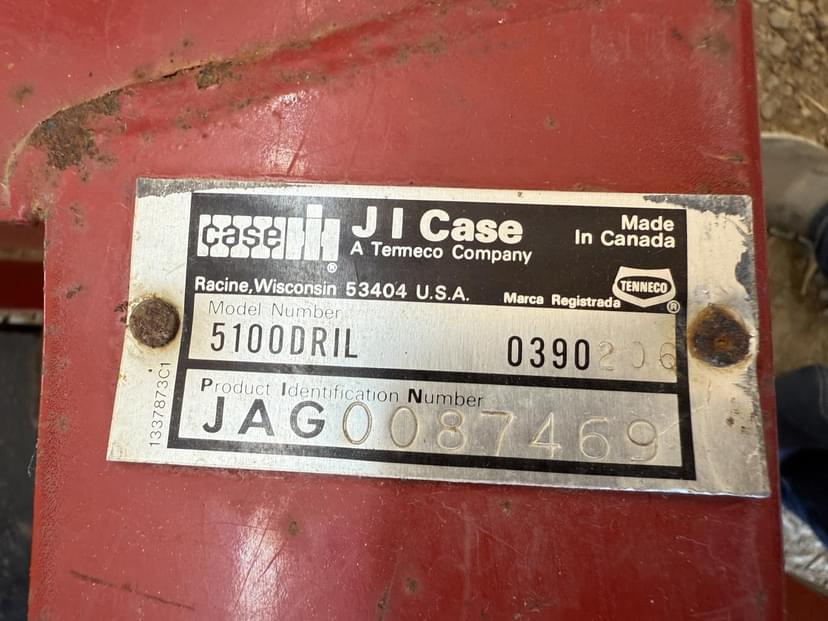 case IH ®
J I Case
A Tenneco Company
Made
In Canada
Racine, Wisconsin 53404 U.S.A.
Marca Registrada
TENNECO ®
Model Number
5100DRIL 0390206
Product Identification Number
JAG0087469
1337873C1